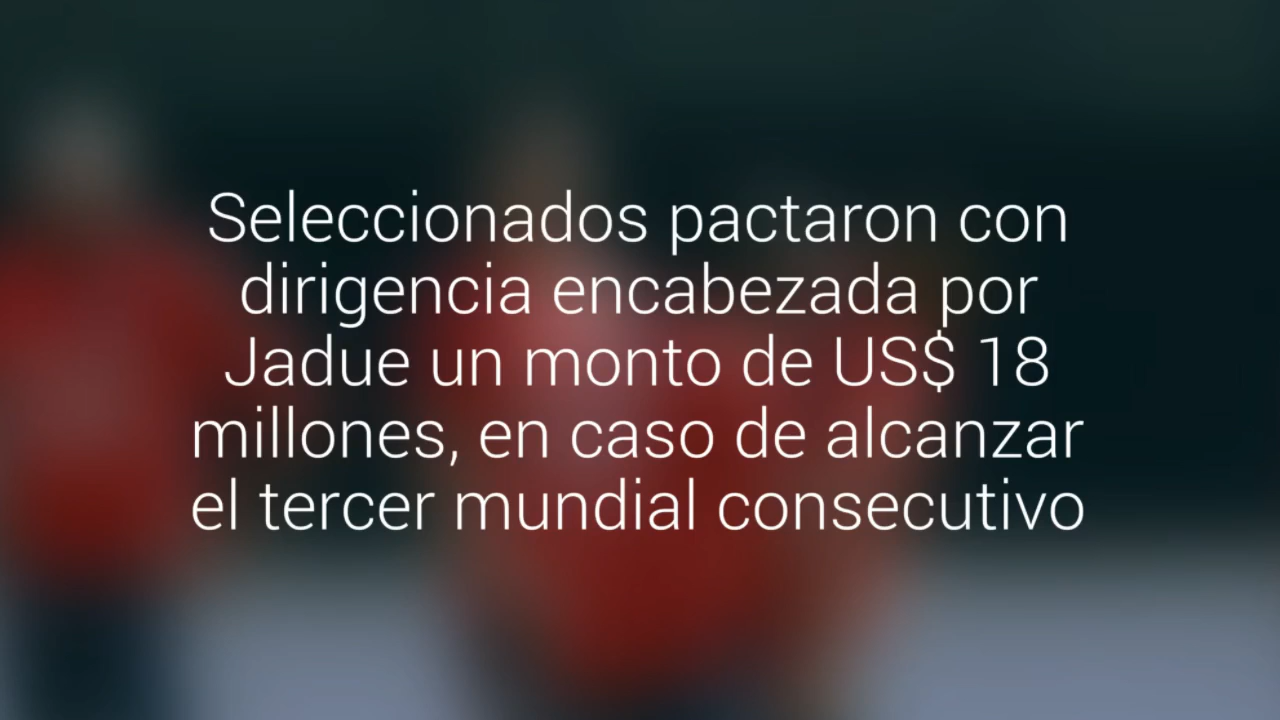 Seleccionados pactaron con
dirigencia encabezada por
Jadue un monto de US$ 18
millones, en caso de alcanzar
el tercer mundial consecutivo